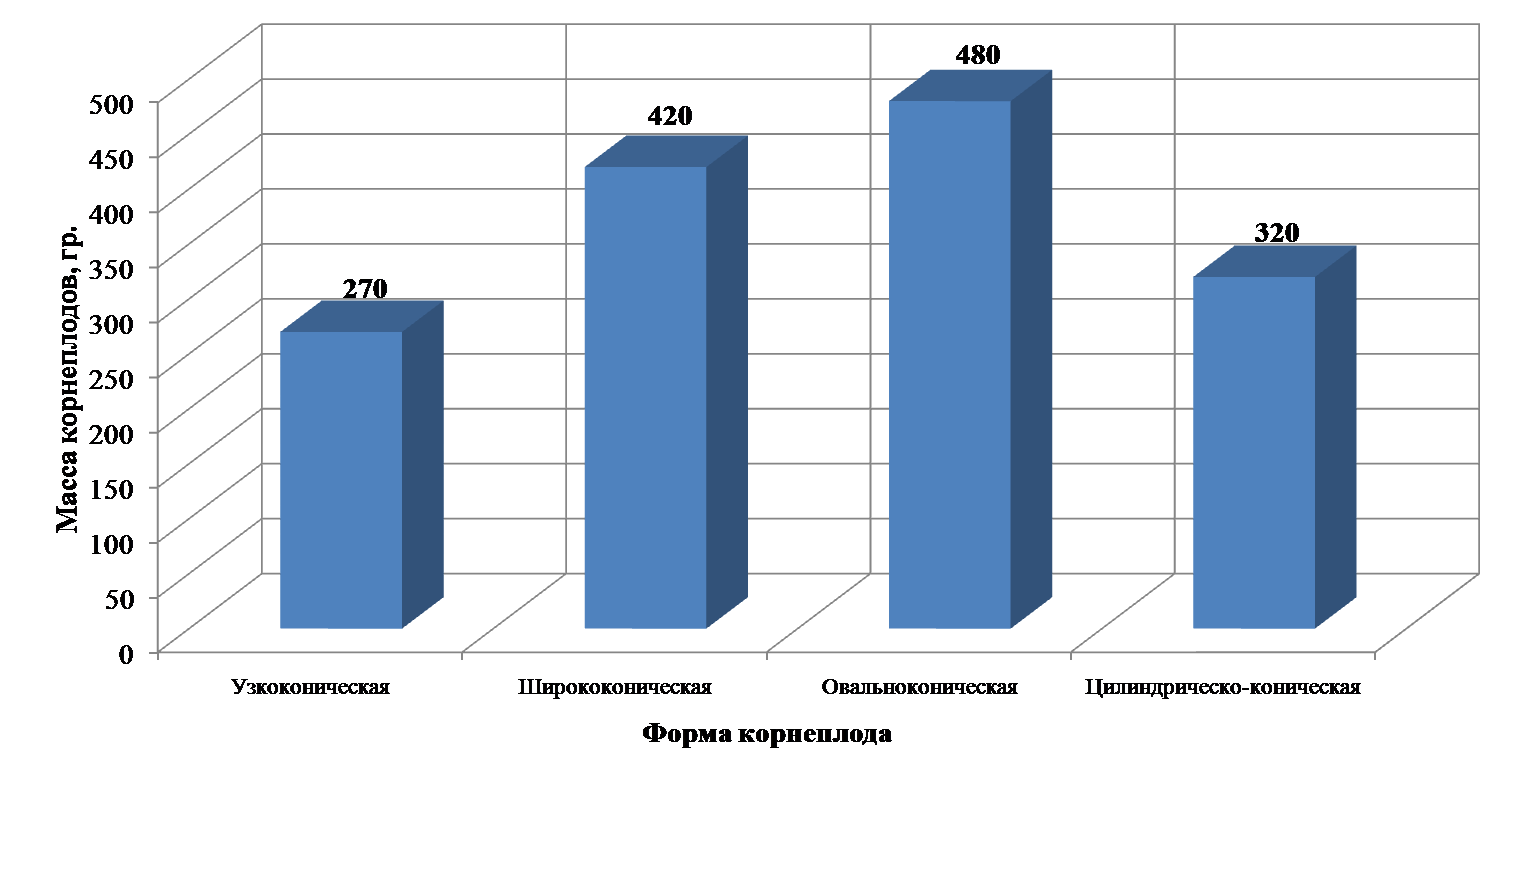 480
420
320
270
500
450
400
350
300
250
200
150
100
50
0
Масса корнеплодов, гр.
Узкоконическая
Ширококоническая
Овальноконическая
Цилиндрическо-коническая
Форма корнеплода